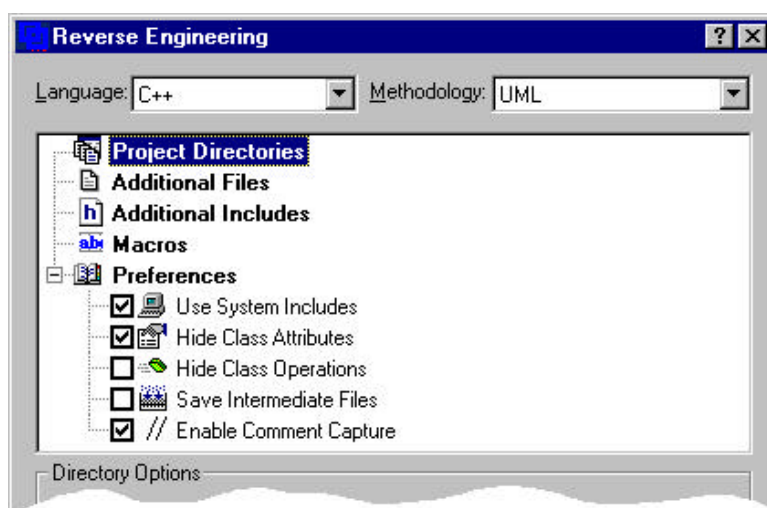 Reverse Engineering
Language: C++ Methodology: UML
Project Directories
Additional Files
h Additional Includes
abc Macros
Preferences
Use System Includes
Hide Class Attributes
Hide Class Operations
Save Intermediate Files
// Enable Comment Capture
Directory Options